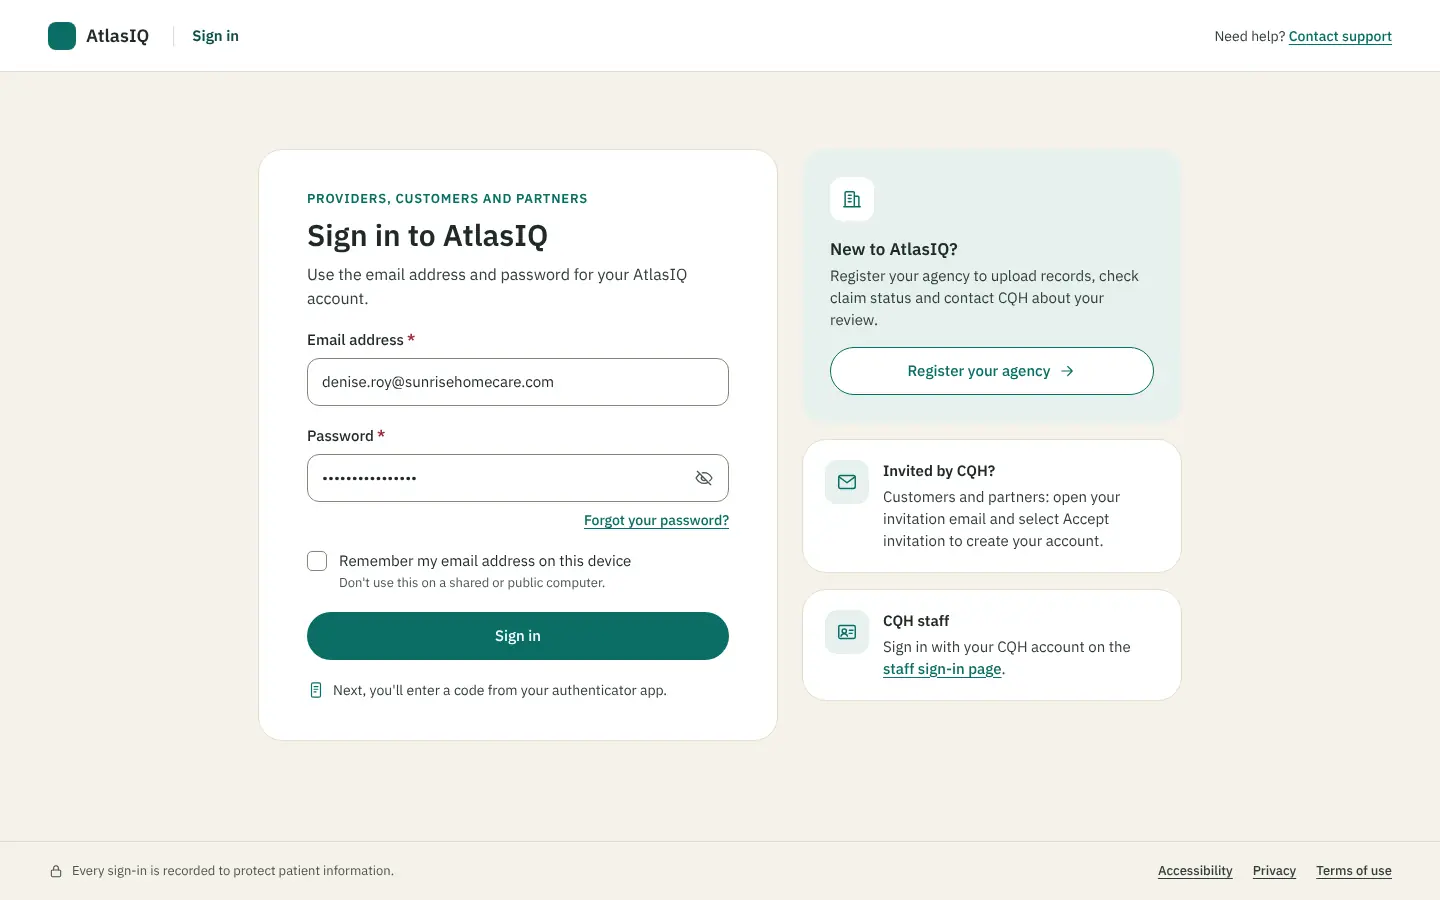 AtlasIQ
Sign in
Need help? Contact support
PROVIDERS, CUSTOMERS AND PARTNERS
Sign in to AtlasIQ
Use the email address and password for your AtlasIQ
account.
Email address *
denise.roy@sunrisehomecare.com
Password *
••••••••••••••••
Forgot your password?
Remember my email address on this device
Don't use this on a shared or public computer.
Sign in
Next, you'll enter a code from your authenticator app.
New to AtlasIQ?
Register your agency to upload records, check
claim status and contact CQH about your
review.
Register your agency →
Invited by CQH?
Customers and partners: open your
invitation email and select Accept
invitation to create your account.
CQH staff
Sign in with your CQH account on the
staff sign-in page.
Every sign-in is recorded to protect patient information.
Accessibility
Privacy
Terms of use